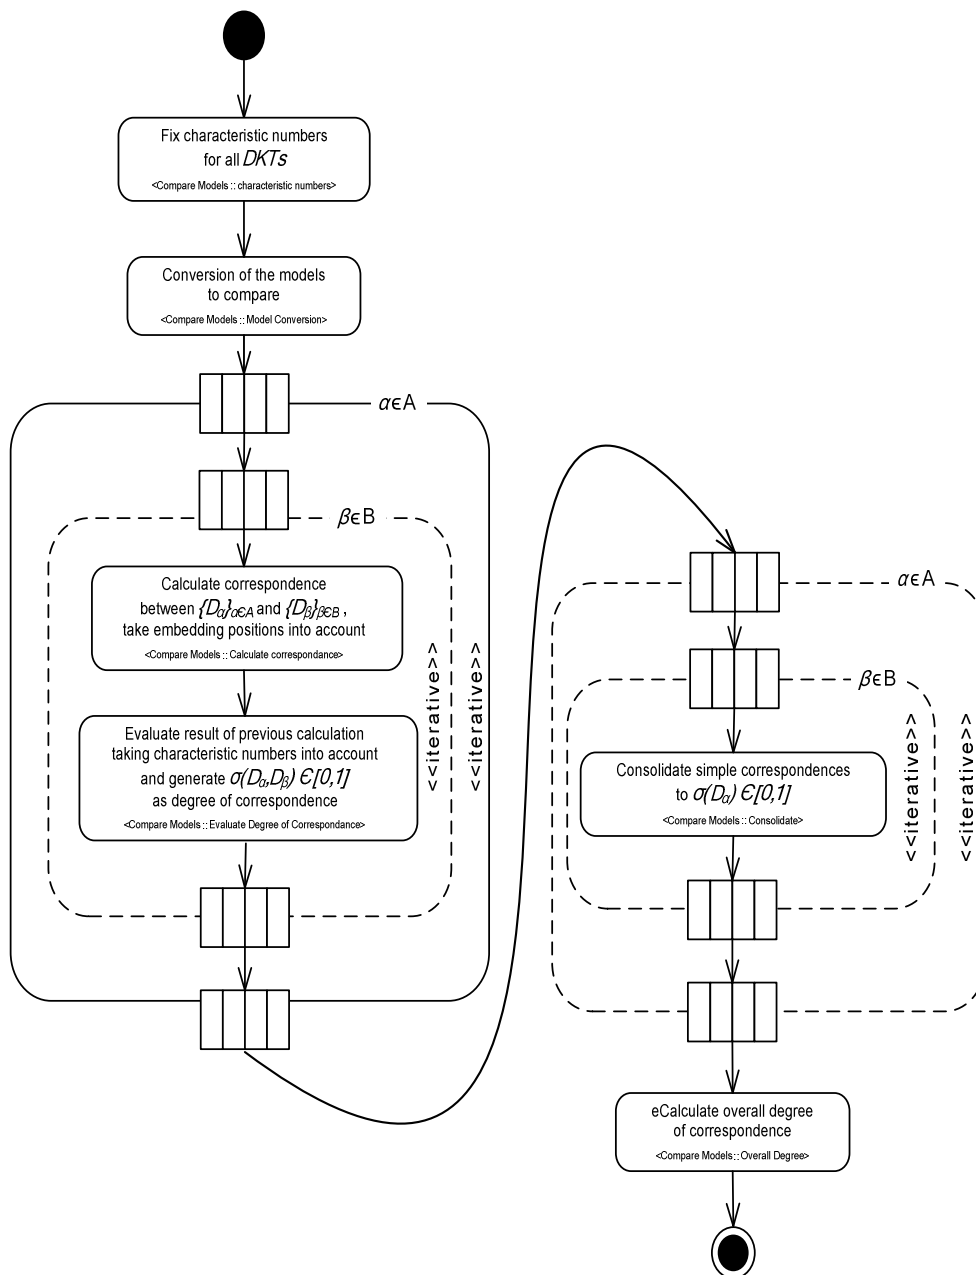 Fix characteristic numbers
for all DKTs
<Compare Models :: characteristic numbers>
Conversion of the models
to compare
<Compare Models :: Model Conversion>
αϵA
βϵB
Calculate correspondence
between {Dα}αϵA and {Dβ}βϵB ,
take embedding positions into account
<Compare Models :: Calculate correspondance>
Evaluate result of previous calculation
taking characteristic numbers into account
and generate σ(Dα,Dβ) ϵ[0,1]
as degree of correspondence
<Compare Models :: Evaluate Degree of Correspondance>
<<iterative>>
<<iterative>>
αϵA
βϵB
Consolidate simple correspondences
to σ(Dα) ϵ[0,1]
<Compare Models :: Consolidate>
<<iterative>>
<<iterative>>
eCalculate overall degree
of correspondence
<Compare Models :: Overall Degree>